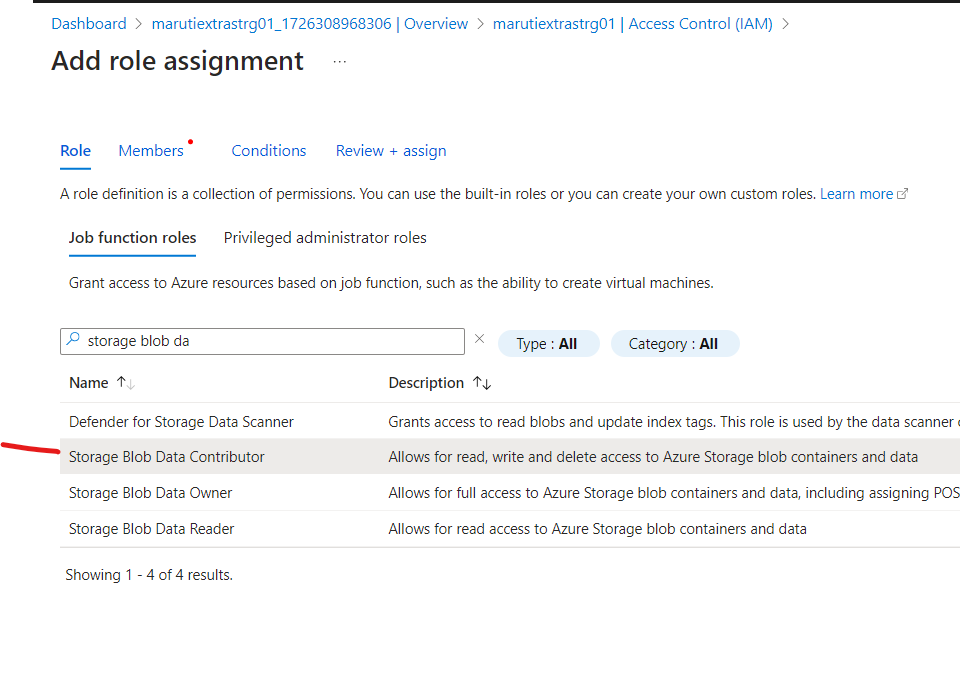 Dashboard > marutiextrastrg01_1726308968306 | Overview > marutiextrastrg01 | Access Control (IAM) >
Add role assignment ...
Role Members Conditions Review + assign
A role definition is a collection of permissions. You can use the built-in roles or you can create your own custom roles. Learn more
Job function roles Privileged administrator roles
Grant access to Azure resources based on job function, such as the ability to create virtual machines.
storage blob da Type : All Category : All
Name Description
Defender for Storage Data Scanner Grants access to read blobs and update index tags. This role is used by the data scanner
Storage Blob Data Contributor Allows for read, write and delete access to Azure Storage blob containers and data
Storage Blob Data Owner Allows for full access to Azure Storage blob containers and data, including assigning POS
Storage Blob Data Reader Allows for read access to Azure Storage blob containers and data
Showing 1 - 4 of 4 results.